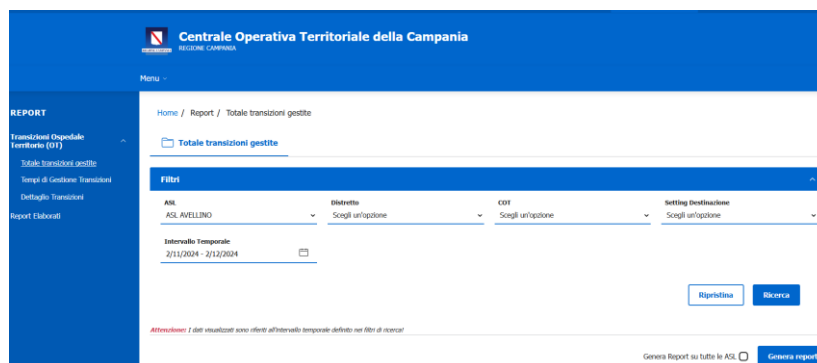 Centrale Operativa Territoriale della Campania
REGIONE CAMPANIA
Menu
REPORT
Transizioni Ospedale
Territorio (OT)
Totale transizioni gestite
Tempi di Gestione Transizioni
Dettaglio Transizioni
Report Elaborati
Home / Report / Totale transizioni gestite
Totale transizioni gestite
Filtri
ASL
ASL AVELLINO
Distretto
Scegli un'opzione
COT
Scegli un'opzione
Setting Destinazione
Scegli un'opzione
Intervallo Temporale
2/11/2024 - 2/12/2024
Ripristina
Ricerca
Attenzione: I dati visualizzati sono riferiti all'intervallo temporale definito nei filtri di ricerca!
Genera Report su tutte le ASL
Genera report